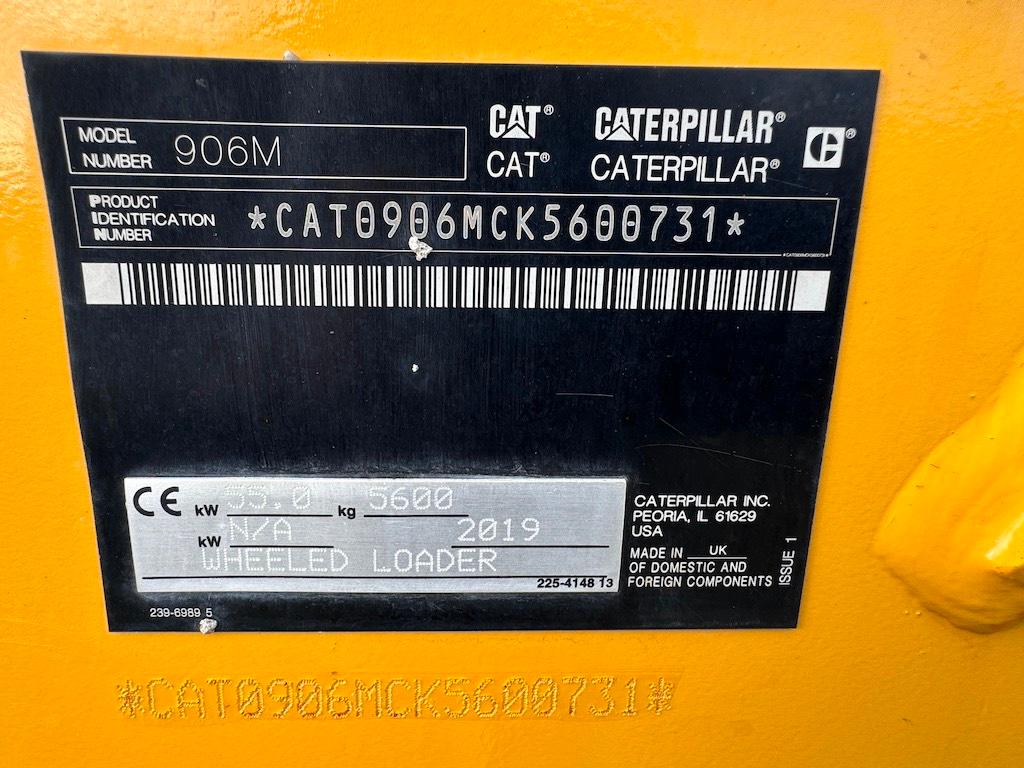 MODEL
NUMBER 906M
CAT® CATERPILLAR®
CAT® CATERPILLAR®
PRODUCT
IDENTIFICATION
NUMBER
*CAT0906MCK5600731*
*CAT0906MCK5600731*
CE kW 55.0 kg 5600
kW N/A 2019
WHEELED LOADER
225-4148 13
CATERPILLAR INC.
PEORIA, IL 61629
USA
MADE IN UK
OF DOMESTIC AND
FOREIGN COMPONENTS
ISSUE 1
239-6989 5
*CAT0906MCK5600731*